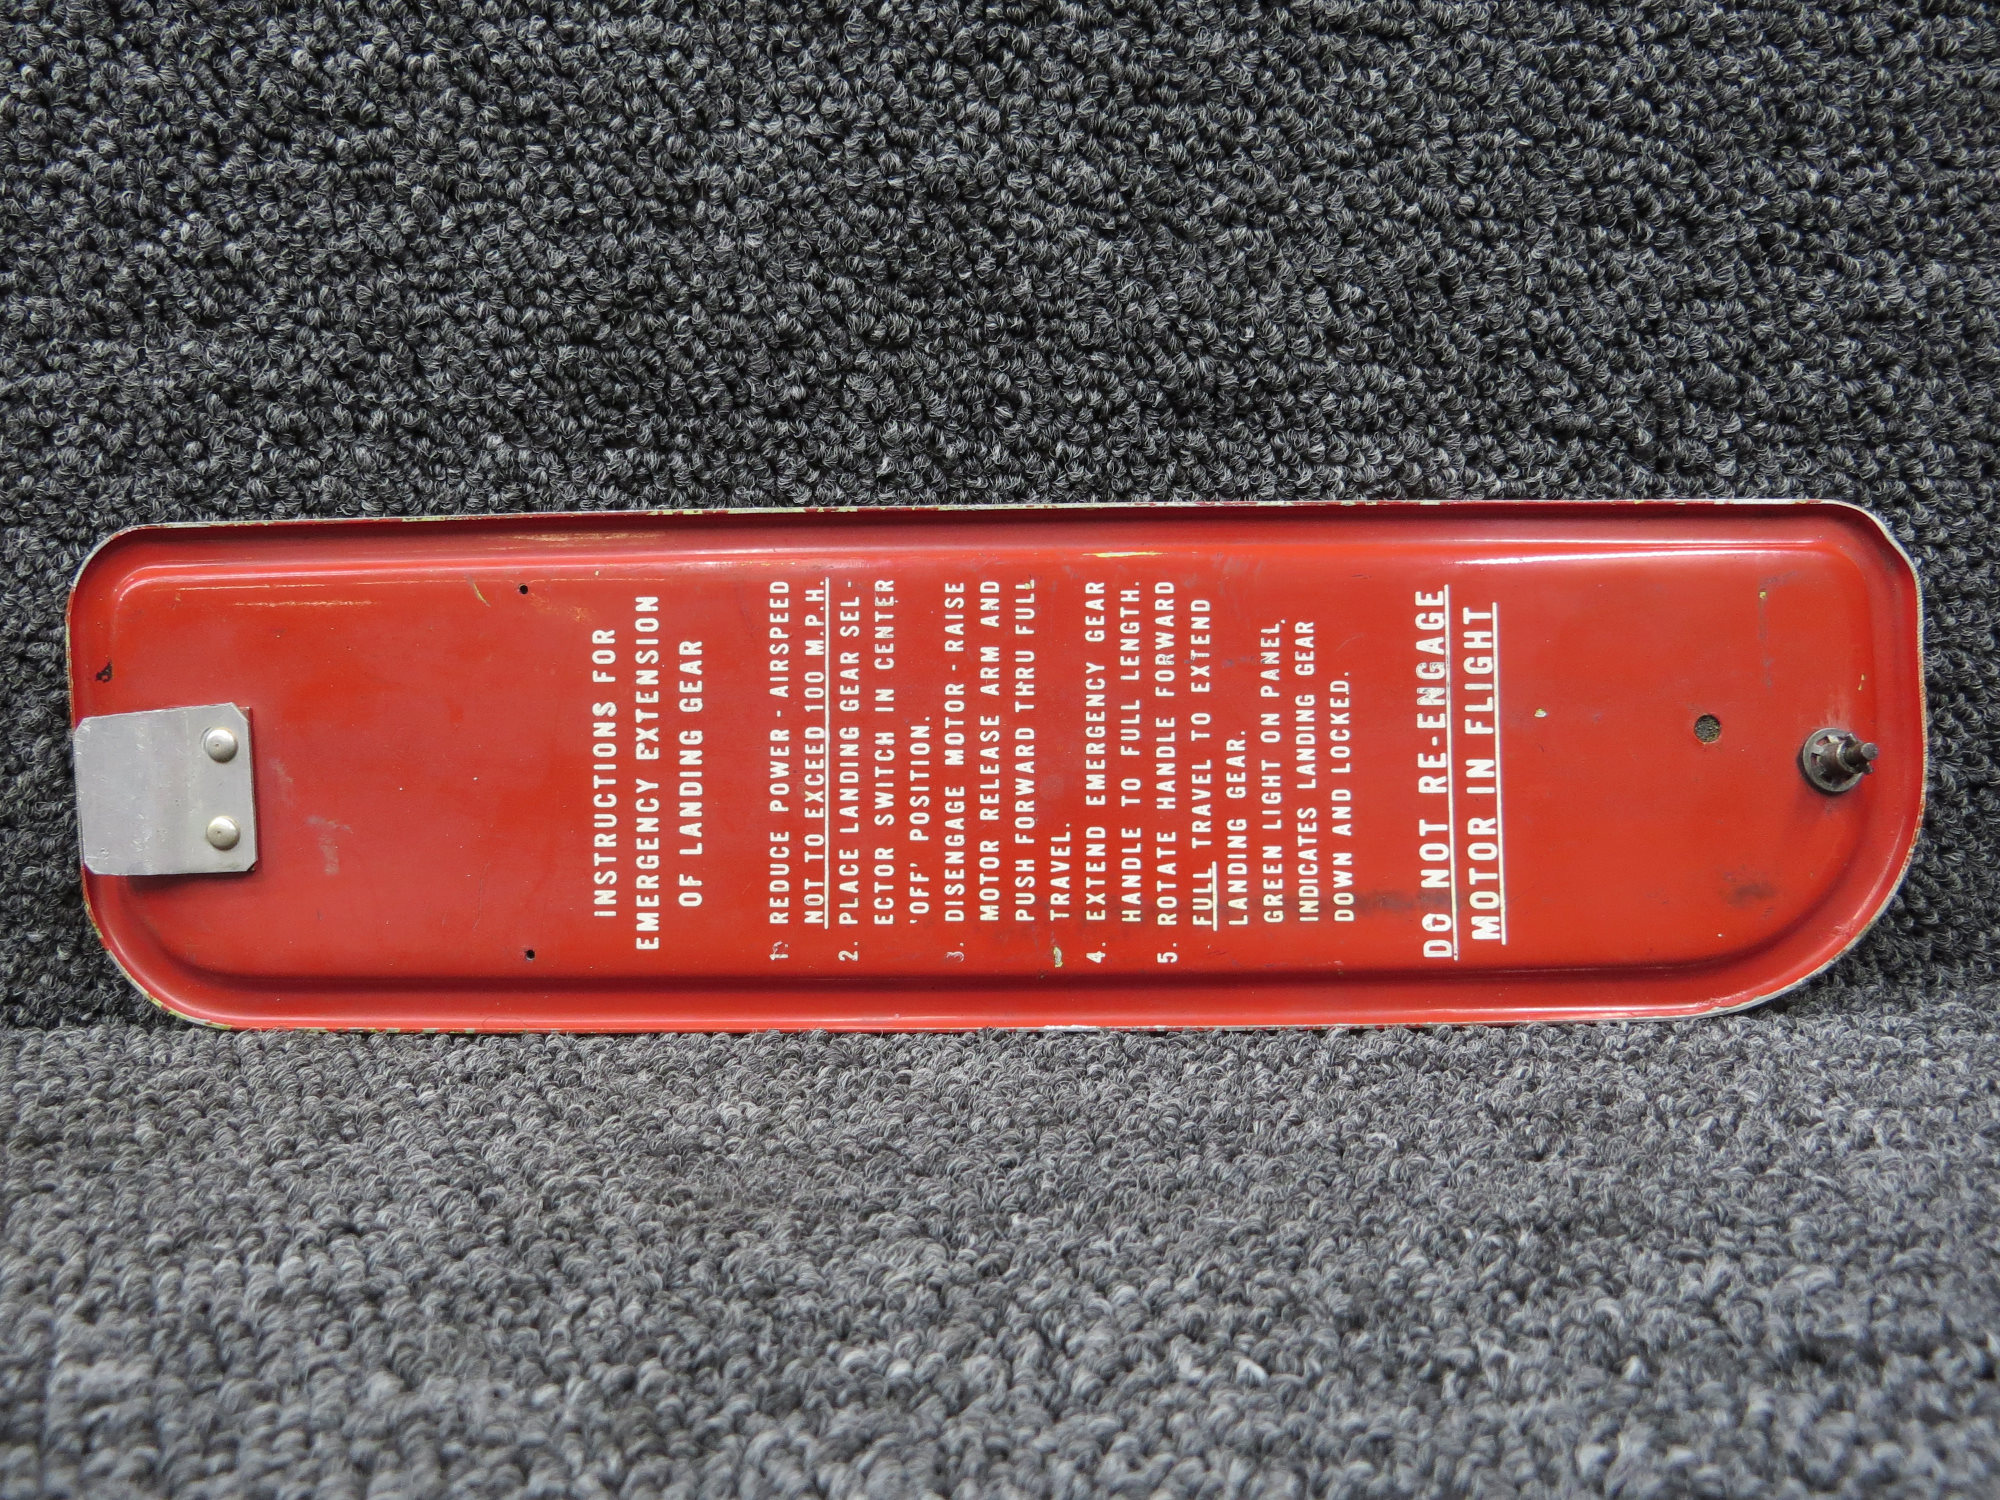 INSTRUCTIONS FOR
EMERGENCY EXTENSION
OF LANDING GEAR
1. REDUCE POWER - AIRSPEED
NOT TO EXCEED 100 M.P.H.
2. PLACE LANDING GEAR SEL-
ECTOR SWITCH IN CENTER
'OFF' POSITION.
3. DISENGAGE MOTOR - RAISE
MOTOR RELEASE ARM AND
PUSH FORWARD THRU FULL
TRAVEL.
4. EXTEND EMERGENCY GEAR
HANDLE TO FULL LENGTH.
5. ROTATE HANDLE FORWARD
FULL TRAVEL TO EXTEND
LANDING GEAR.
GREEN LIGHT ON PANEL,
INDICATES LANDING GEAR
DOWN AND LOCKED.
DO NOT RE-ENGAGE
MOTOR IN FLIGHT